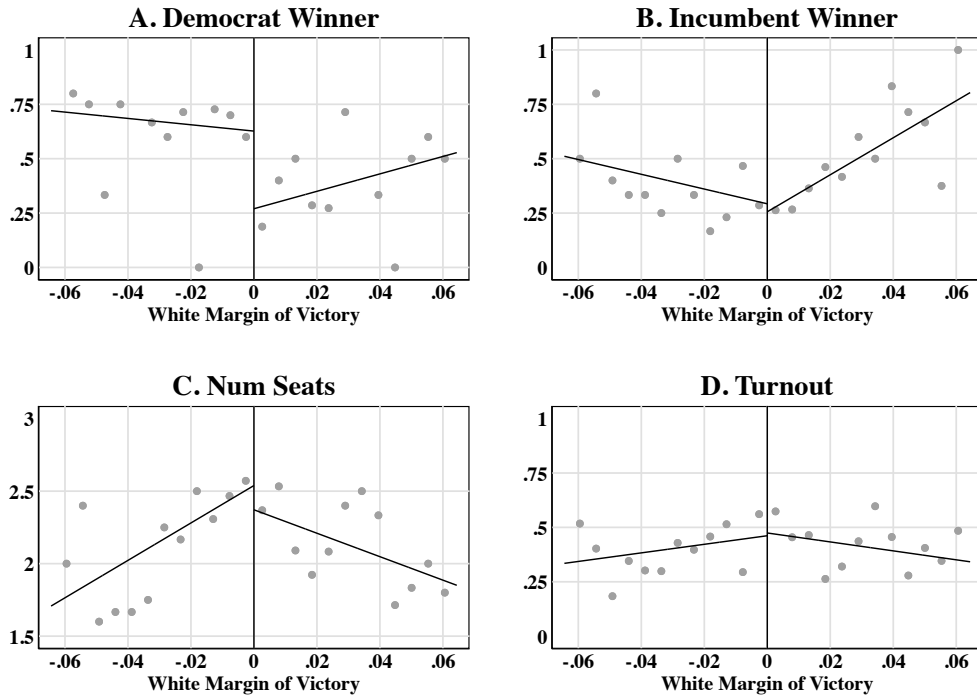 A. Democrat Winner
1
.75
.5
.25
0
-.06 -.04 -.02 0 .02 .04 .06
White Margin of Victory
B. Incumbent Winner
1
.75
.5
.25
0
-.06 -.04 -.02 0 .02 .04 .06
White Margin of Victory
C. Num Seats
3
2.5
2
1.5
-.06 -.04 -.02 0 .02 .04 .06
White Margin of Victory
D. Turnout
1
.75
.5
.25
0
-.06 -.04 -.02 0 .02 .04 .06
White Margin of Victory